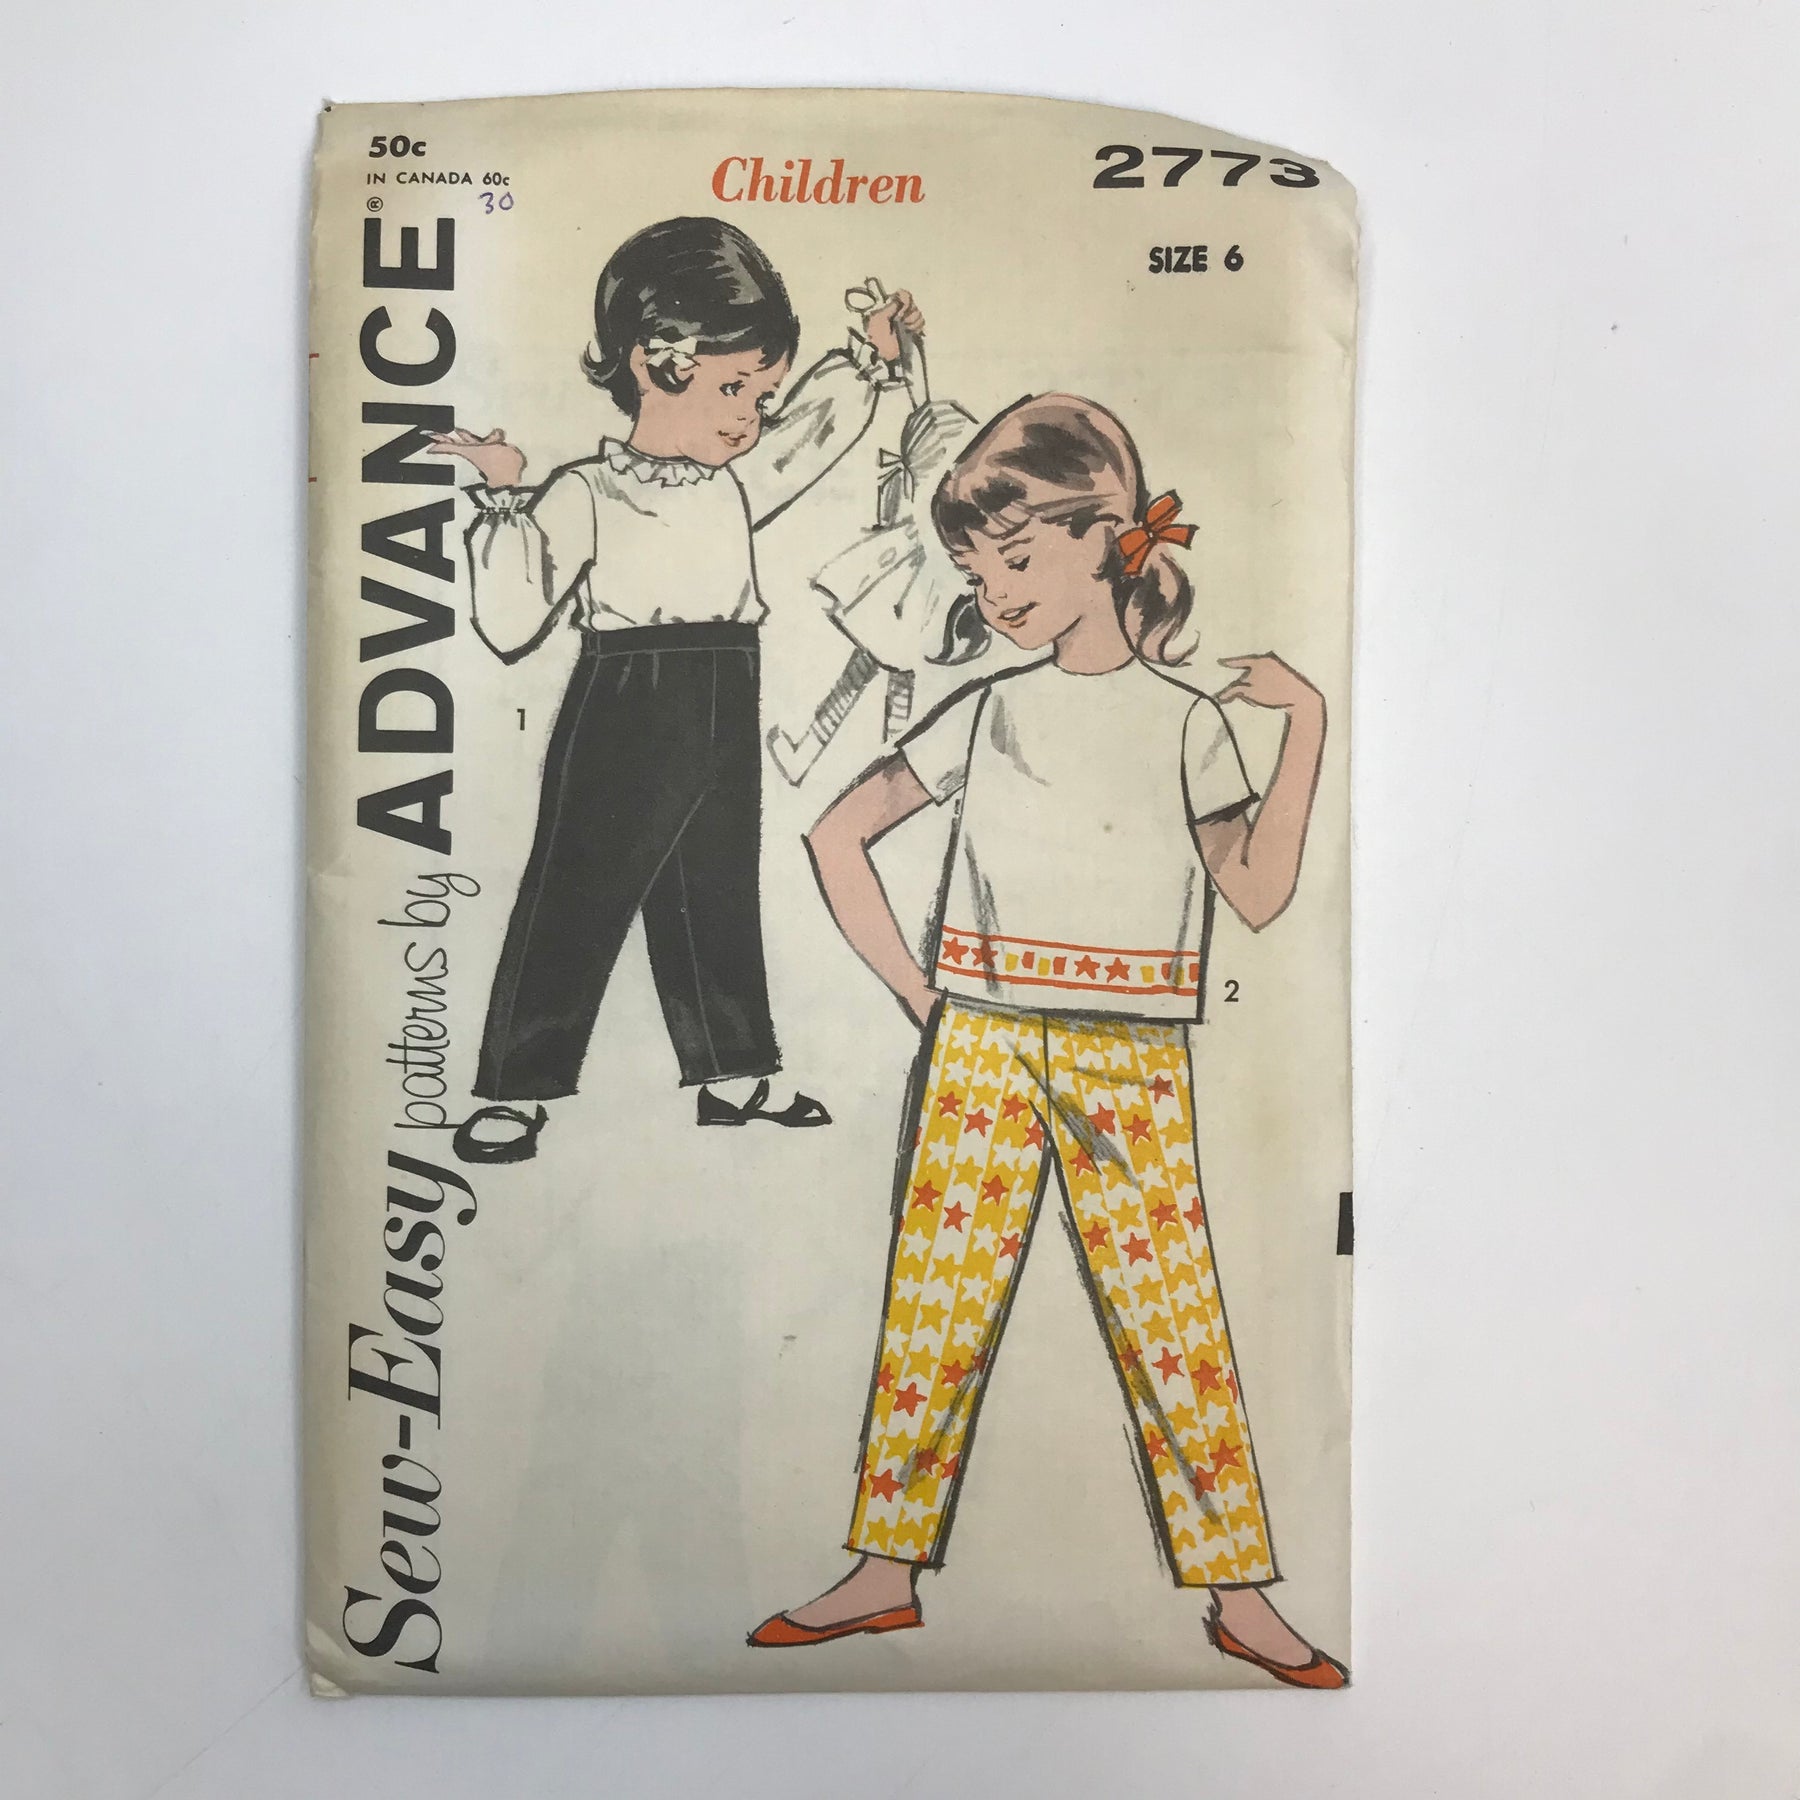 50c
IN CANADA 60c
30
Children
2773
SIZE 6
Sew-Easy patterns by ADVANCE®
1
2